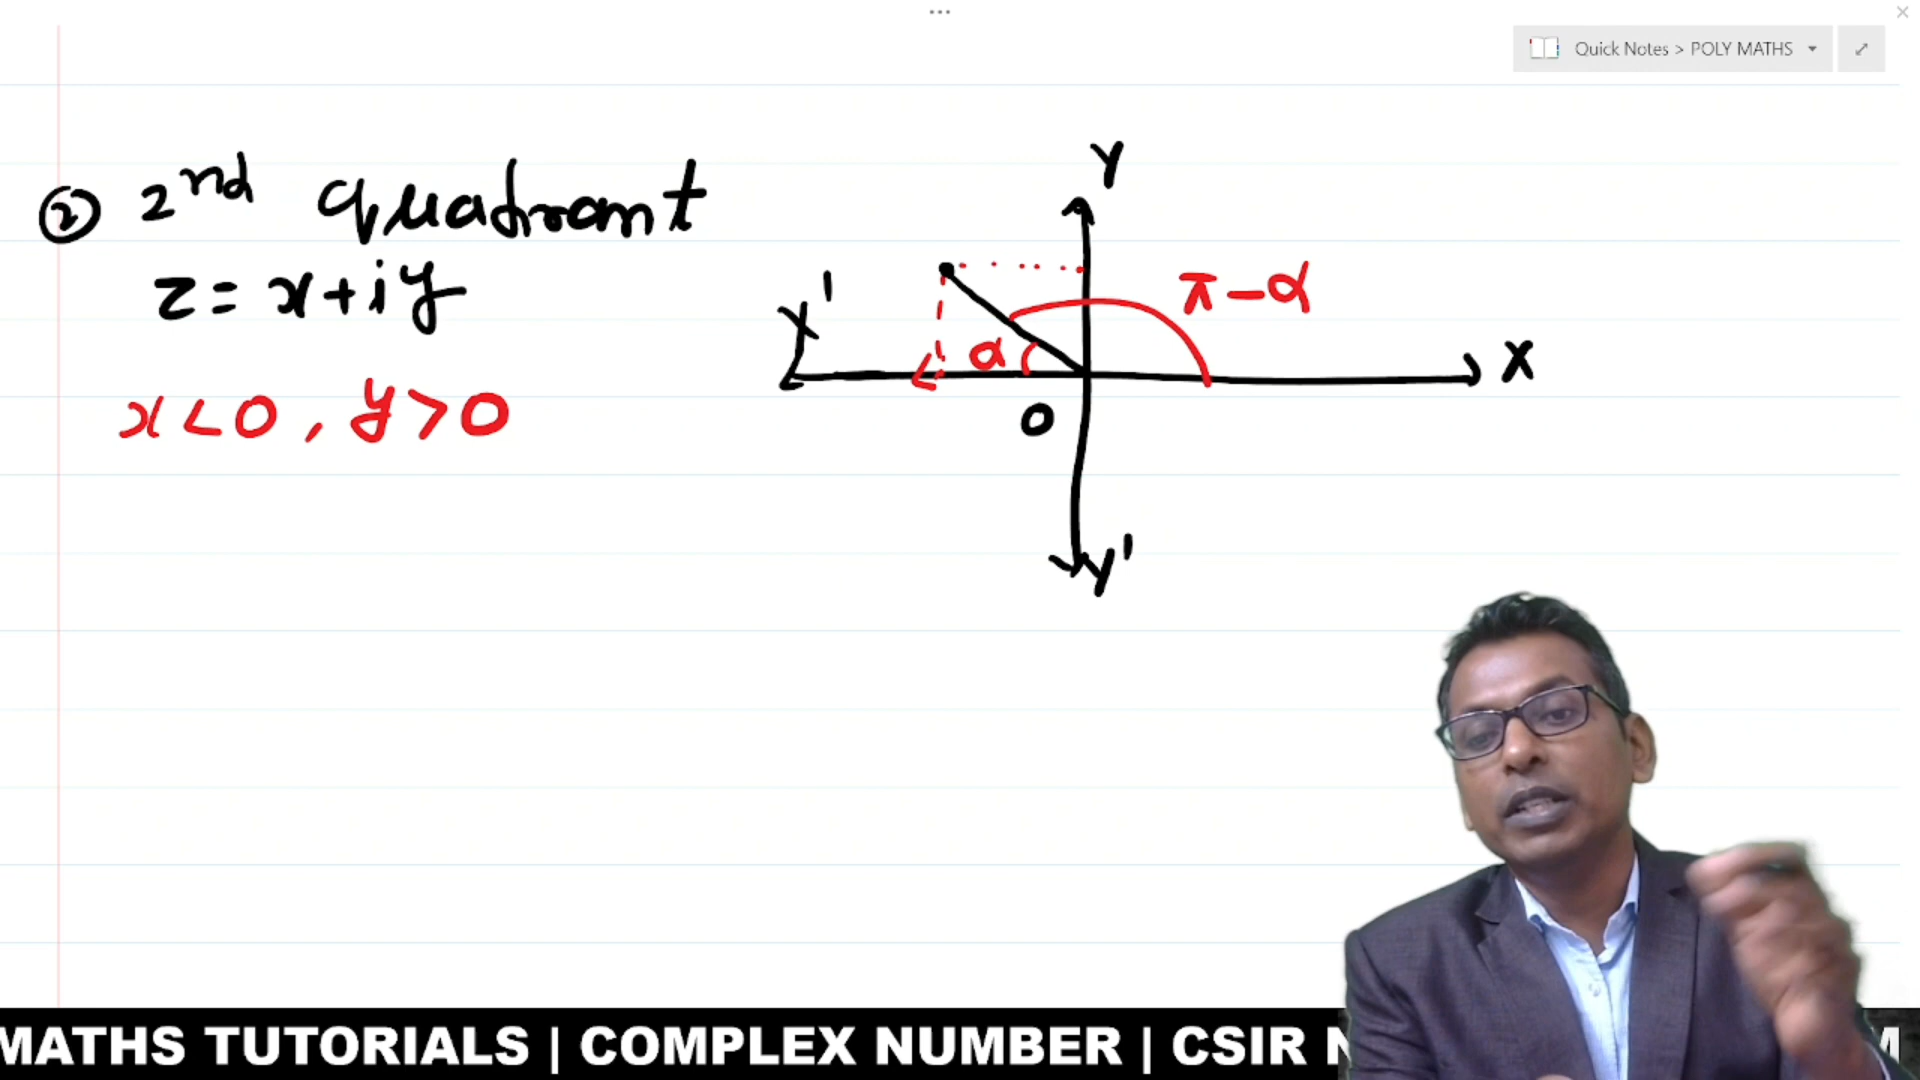 Quick Notes > POLY MATHS
② 2nd quadrant
z = x + iy
x < 0 , y > 0
Y
X'
π - α
α
X
O
Y'
MATHS TUTORIALS | COMPLEX NUMBER | CSIR